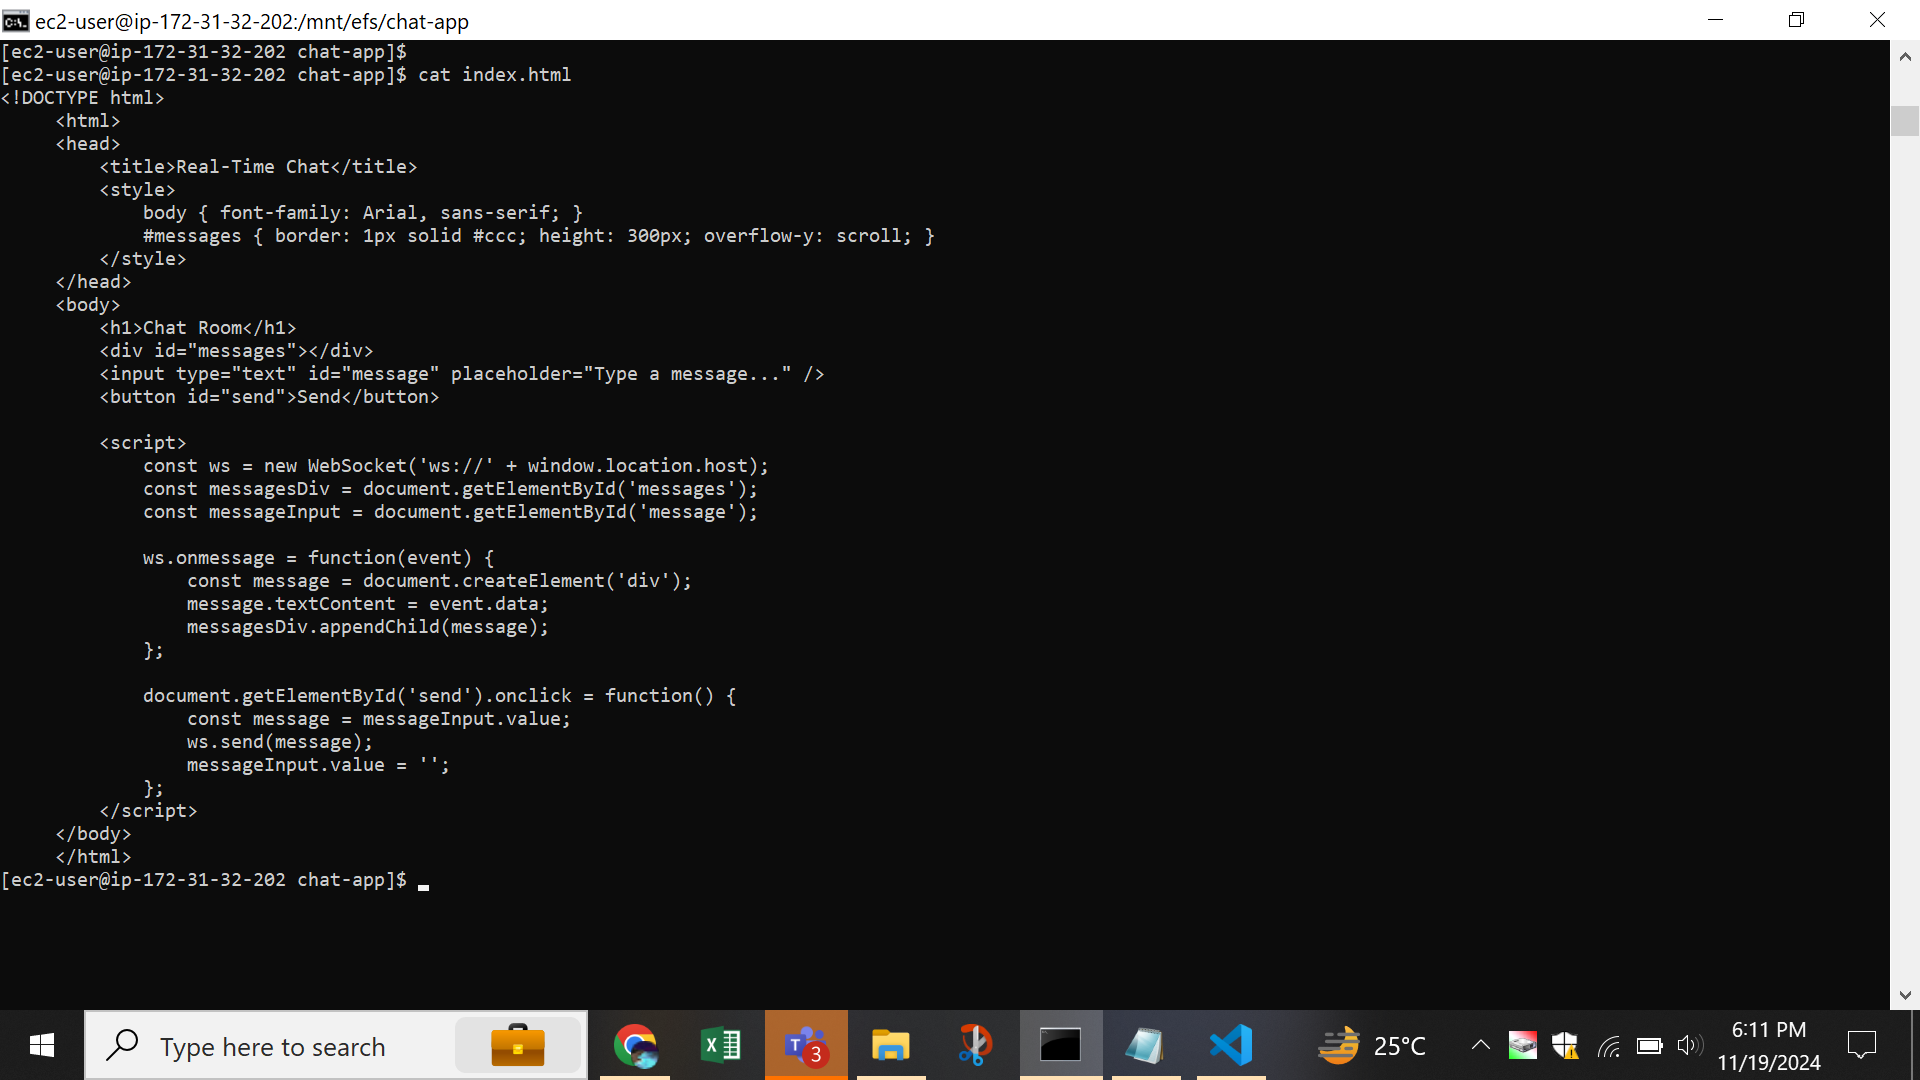 ec2-user@ip-172-31-32-202:/mnt/efs/chat-app
[ec2-user@ip-172-31-32-202 chat-app]$
[ec2-user@ip-172-31-32-202 chat-app]$ cat index.html
<!DOCTYPE html>
     <html>
     <head>
         <title>Real-Time Chat</title>
         <style>
             body { font-family: Arial, sans-serif; }
             #messages { border: 1px solid #ccc; height: 300px; overflow-y: scroll; }
         </style>
     </head>
     <body>
         <h1>Chat Room</h1>
         <div id="messages"></div>
         <input type="text" id="message" placeholder="Type a message..." />
         <button id="send">Send</button>

         <script>
             const ws = new WebSocket('ws://' + window.location.host);
             const messagesDiv = document.getElementById('messages');
             const messageInput = document.getElementById('message');

             ws.onmessage = function(event) {
                 const message = document.createElement('div');
                 message.textContent = event.data;
                 messagesDiv.appendChild(message);
             };

             document.getElementById('send').onclick = function() {
                 const message = messageInput.value;
                 ws.send(message);
                 messageInput.value = '';
             };
         </script>
     </body>
     </html>
[ec2-user@ip-172-31-32-202 chat-app]$
Type here to search
3
25°C
6:11 PM
11/19/2024